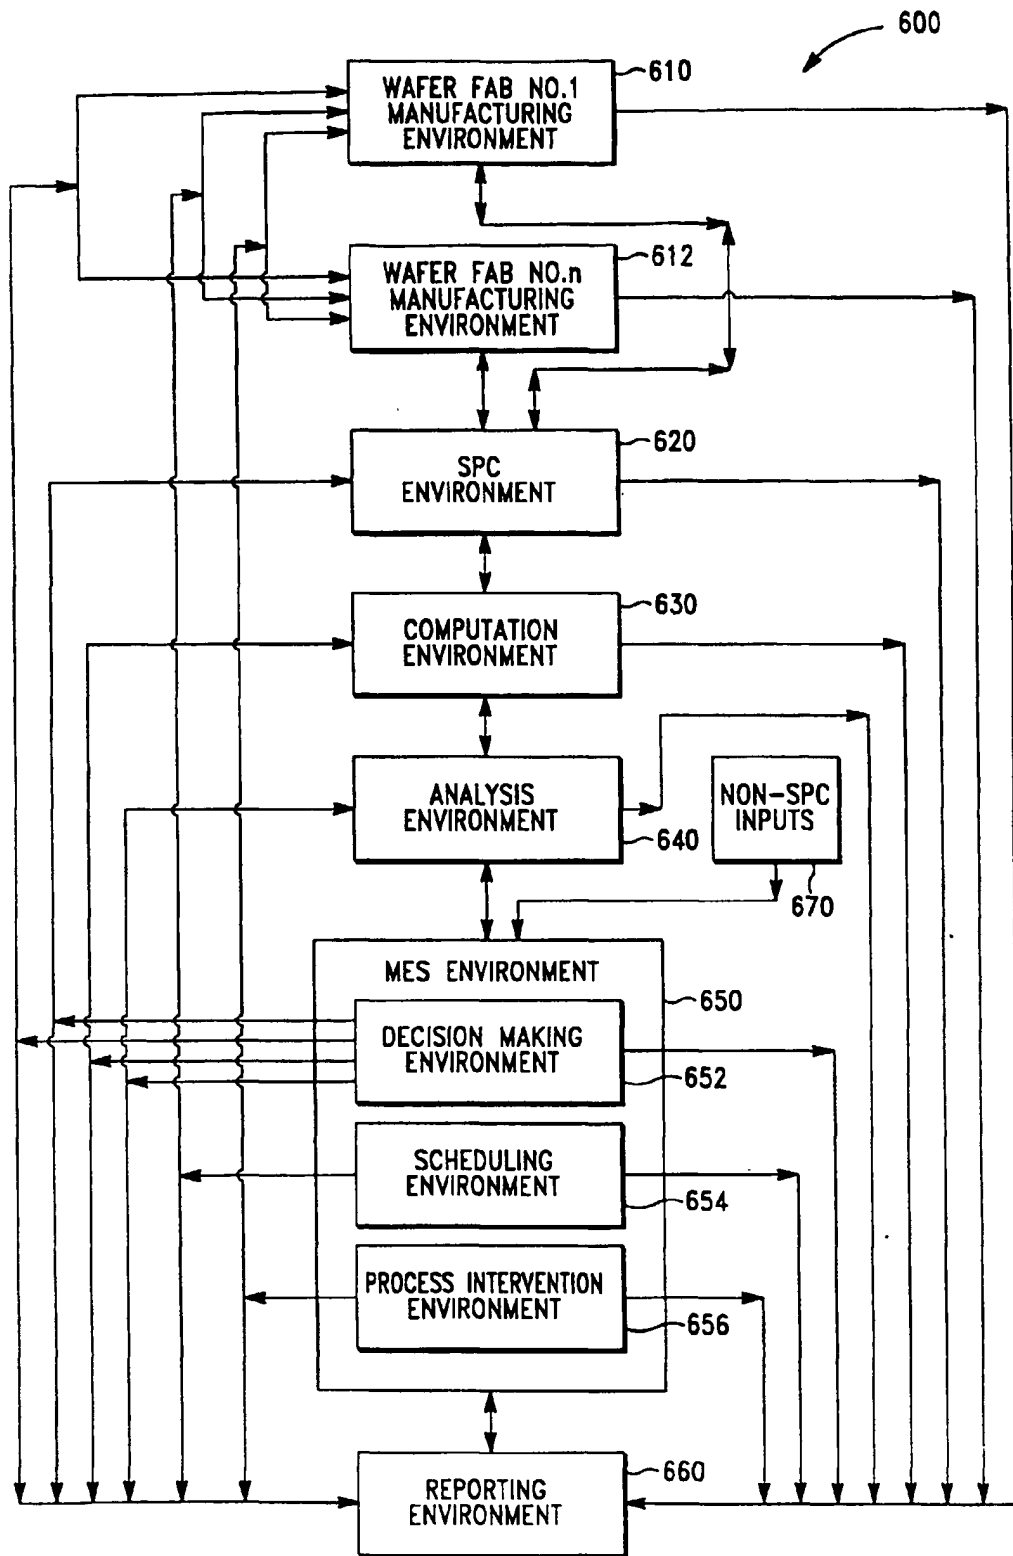 600
WAFER FAB NO.1
MANUFACTURING
ENVIRONMENT
610
WAFER FAB NO.n
MANUFACTURING
ENVIRONMENT
612
SPC
ENVIRONMENT
620
COMPUTATION
ENVIRONMENT
630
ANALYSIS
ENVIRONMENT
640
NON-SPC
INPUTS
670
MES ENVIRONMENT
650
DECISION MAKING
ENVIRONMENT
652
SCHEDULING
ENVIRONMENT
654
PROCESS INTERVENTION
ENVIRONMENT
656
REPORTING
ENVIRONMENT
660